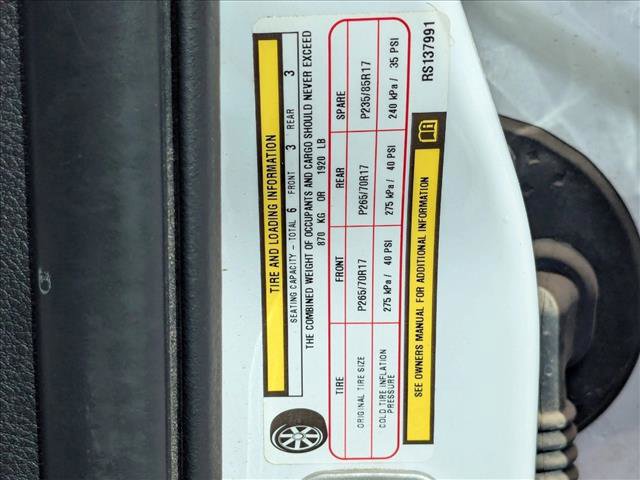 TIRE AND LOADING INFORMATION
SEATING CAPACITY - TOTAL 6 FRONT 3 REAR 3
THE COMBINED WEIGHT OF OCCUPANTS AND CARGO SHOULD NEVER EXCEED
870 KG OR 1920 LB
TIRE FRONT REAR SPARE
ORIGINAL TIRE SIZE P265/70R17 P265/70R17 P235/85R17
COLD TIRE INFLATION PRESSURE 275 kPa / 40 PSI 275 kPa / 40 PSI 240 kPa / 35 PSI
SEE OWNERS MANUAL FOR ADDITIONAL INFORMATION
RS137991